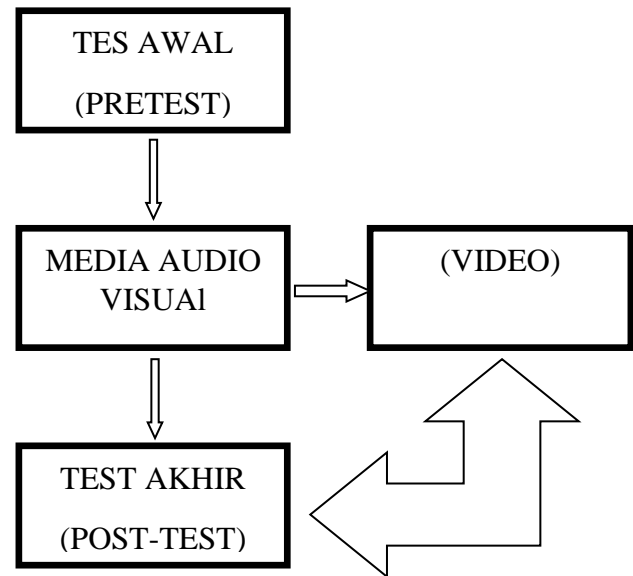 TES AWAL
(PRETEST)
MEDIA AUDIO
VISUAl
(VIDEO)
TEST AKHIR
(POST-TEST)